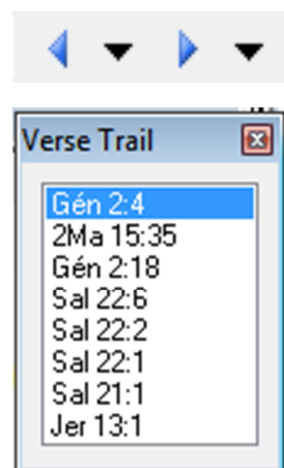 Verse Trail
Gén 2:4
2Ma 15:35
Gén 2:18
Sal 22:6
Sal 22:2
Sal 22:1
Sal 21:1
Jer 13:1